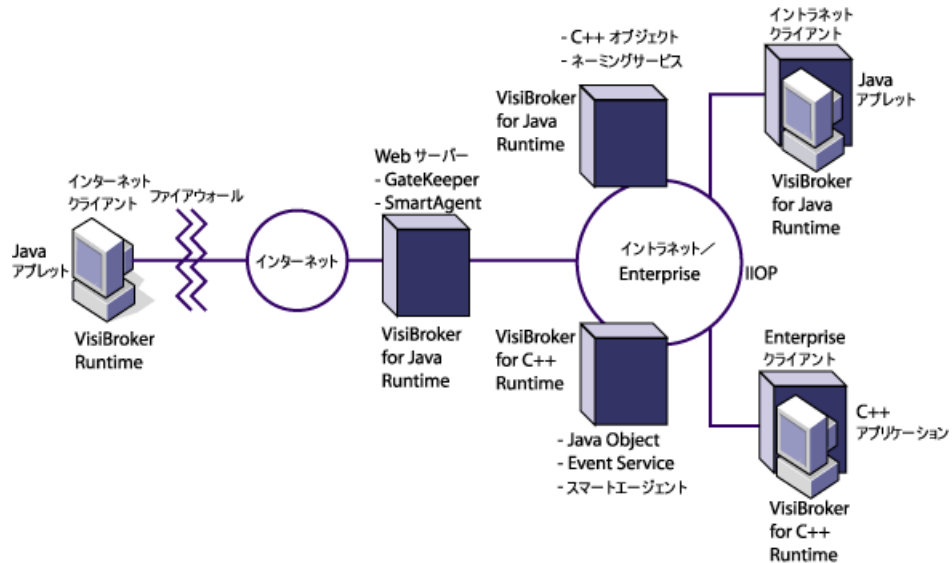 インターネット
クライアント
Java
アプレット
VisiBroker
Runtime
ファイアウォール
インターネット
Web サーバー
- GateKeeper
- SmartAgent
VisiBroker
for Java
Runtime
- C++ オブジェクト
- ネーミングサービス
VisiBroker
for Java
Runtime
イントラネット／
Enterprise
IIOP
VisiBroker
for C++
Runtime
- Java Object
- Event Service
- スマートエージェント
イントラネット
クライアント
Java
アプレット
VisiBroker
for Java
Runtime
Enterprise
クライアント
C++
アプリケーション
VisiBroker
for C++
Runtime